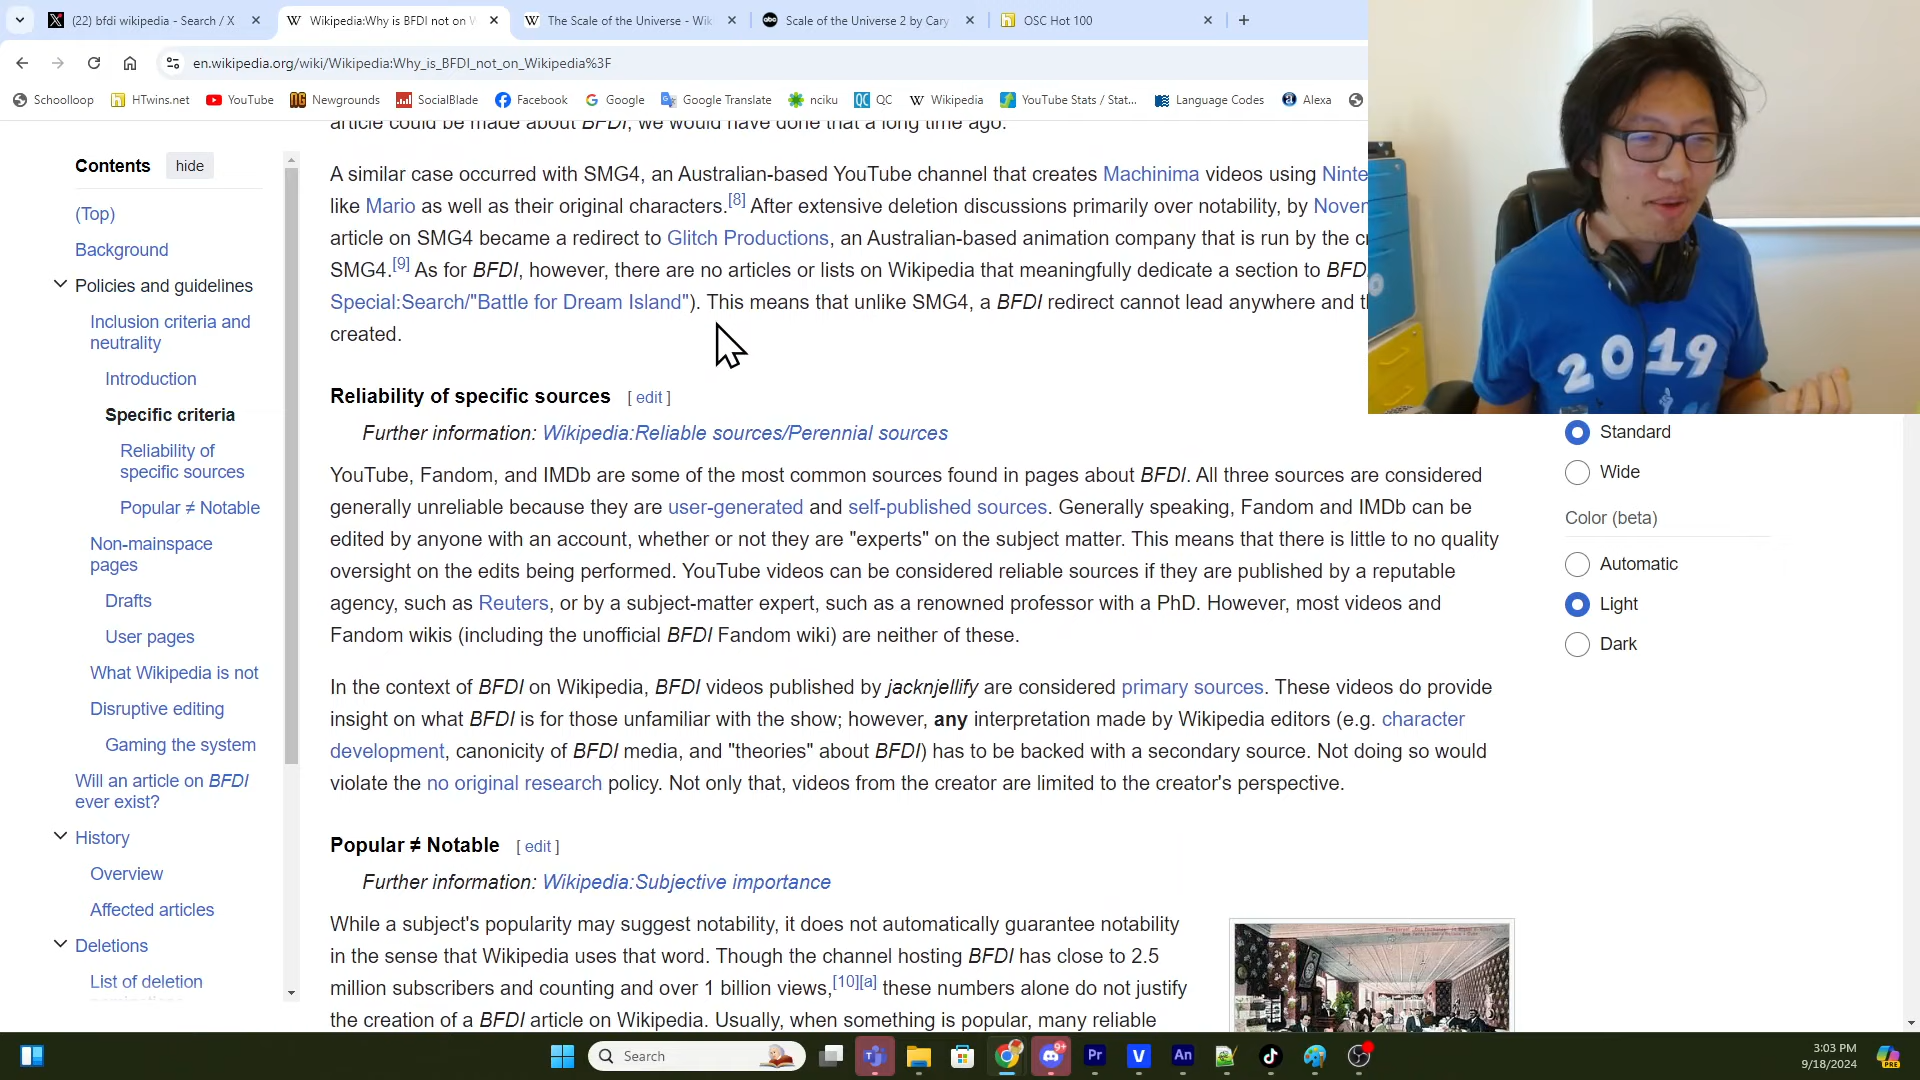 (22) bfdi wikipedia - Search / X
Wikipedia:Why is BFDI not on W
The Scale of the Universe - Wik
Scale of the Universe 2 by Cary
OSC Hot 100
en.wikipedia.org/wiki/Wikipedia:Why_is_BFDI_not_on_Wikipedia%3F
Schoolloop
HTwins.net
YouTube
Newgrounds
SocialBlade
Facebook
Google
Google Translate
nciku
QC
Wikipedia
YouTube Stats / Stat...
Language Codes
Alexa
Contents
hide
(Top)
Background
Policies and guidelines
Inclusion criteria and
neutrality
Introduction
Specific criteria
Reliability of
specific sources
Popular ≠ Notable
Non-mainspace
pages
Drafts
User pages
What Wikipedia is not
Disruptive editing
Gaming the system
Will an article on BFDI
ever exist?
History
Overview
Affected articles
Deletions
List of deletion
article could be made about BFDI, we would have done that a long time ago.
A similar case occurred with SMG4, an Australian-based YouTube channel that creates Machinima videos using Ninte
like Mario as well as their original characters.[8] After extensive deletion discussions primarily over notability, by Nover
article on SMG4 became a redirect to Glitch Productions, an Australian-based animation company that is run by the cr
SMG4.[9] As for BFDI, however, there are no articles or lists on Wikipedia that meaningfully dedicate a section to BFD
Special:Search/"Battle for Dream Island"). This means that unlike SMG4, a BFDI redirect cannot lead anywhere and tl
created.
Reliability of specific sources [ edit ]
Further information: Wikipedia:Reliable sources/Perennial sources
YouTube, Fandom, and IMDb are some of the most common sources found in pages about BFDI. All three sources are considered
generally unreliable because they are user-generated and self-published sources. Generally speaking, Fandom and IMDb can be
edited by anyone with an account, whether or not they are "experts" on the subject matter. This means that there is little to no quality
oversight on the edits being performed. YouTube videos can be considered reliable sources if they are published by a reputable
agency, such as Reuters, or by a subject-matter expert, such as a renowned professor with a PhD. However, most videos and
Fandom wikis (including the unofficial BFDI Fandom wiki) are neither of these.
In the context of BFDI on Wikipedia, BFDI videos published by jacknjellify are considered primary sources. These videos do provide
insight on what BFDI is for those unfamiliar with the show; however, any interpretation made by Wikipedia editors (e.g. character
development, canonicity of BFDI media, and "theories" about BFDI) has to be backed with a secondary source. Not doing so would
violate the no original research policy. Not only that, videos from the creator are limited to the creator's perspective.
Popular ≠ Notable [ edit ]
Further information: Wikipedia:Subjective importance
While a subject's popularity may suggest notability, it does not automatically guarantee notability
in the sense that Wikipedia uses that word. Though the channel hosting BFDI has close to 2.5
million subscribers and counting and over 1 billion views,[10][a] these numbers alone do not justify
the creation of a BFDI article on Wikipedia. Usually, when something is popular, many reliable
2019
Standard
Wide
Color (beta)
Automatic
Light
Dark
Search
9+
Pr
V
An
3:03 PM
9/18/2024
PRE